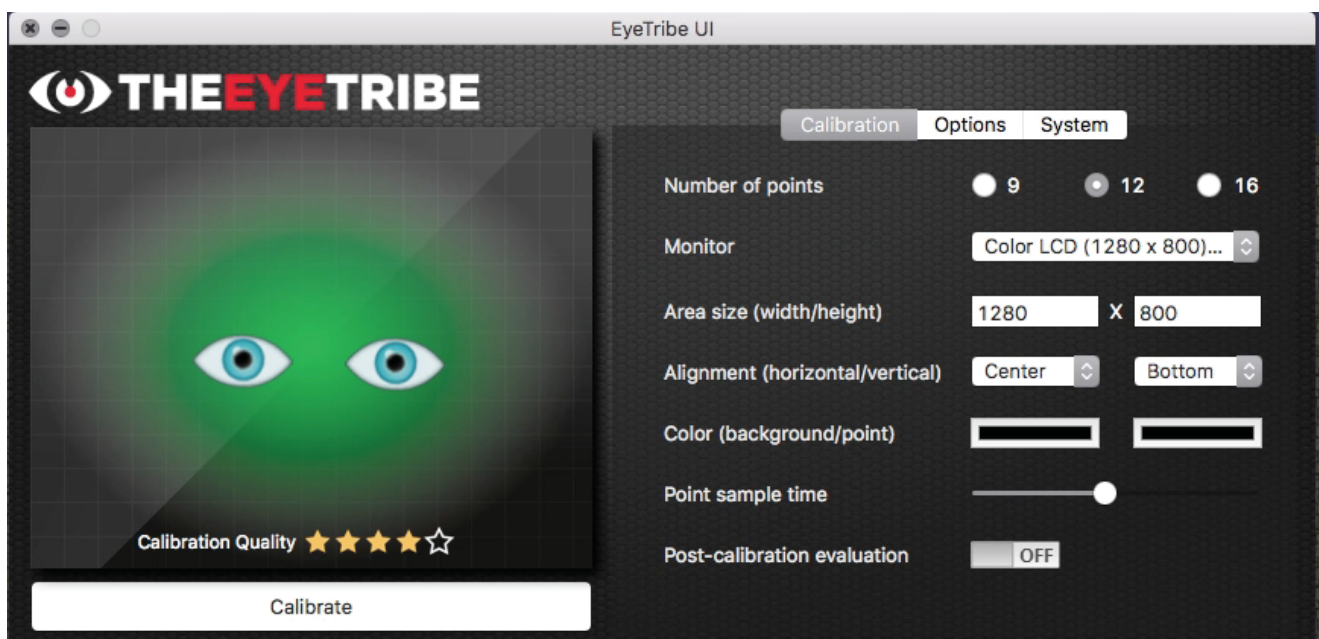 EyeTribe UI
THEEYETRIBE
Calibration Options System
Number of points 9 12 16
Monitor Color LCD (1280 x 800)...
Area size (width/height) 1280 X 800
Alignment (horizontal/vertical) Center Bottom
Color (background/point)
Point sample time
Post-calibration evaluation OFF
Calibration Quality
Calibrate